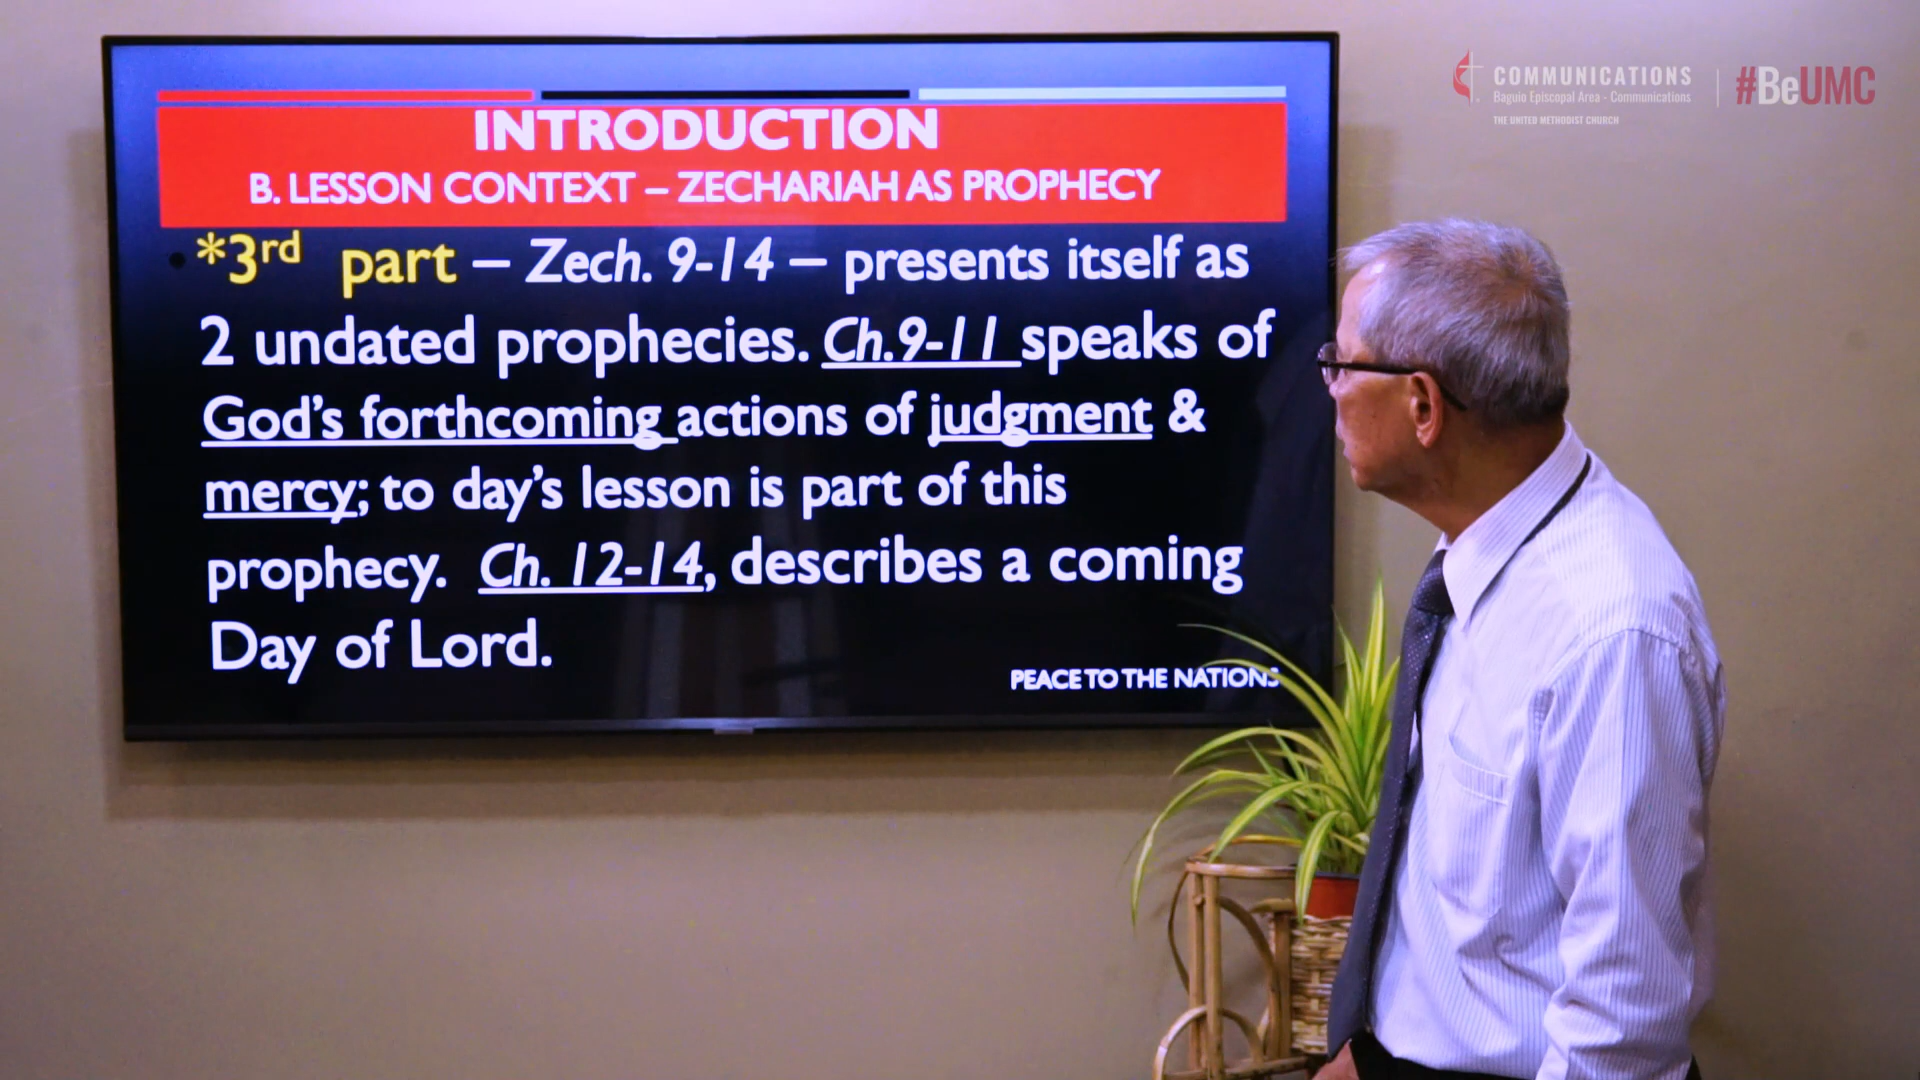 INTRODUCTION
B. LESSON CONTEXT – ZECHARIAH AS PROPHECY
• *3rd part – Zech. 9-14 – presents itself as
2 undated prophecies. Ch.9-11 speaks of
God's forthcoming actions of judgment &
mercy; to day's lesson is part of this
prophecy. Ch. 12-14, describes a coming
Day of Lord.
PEACE TO THE NATIONS
COMMUNICATIONS
Baguio Episcopal Area - Communications
THE UNITED METHODIST CHURCH
#BeUMC